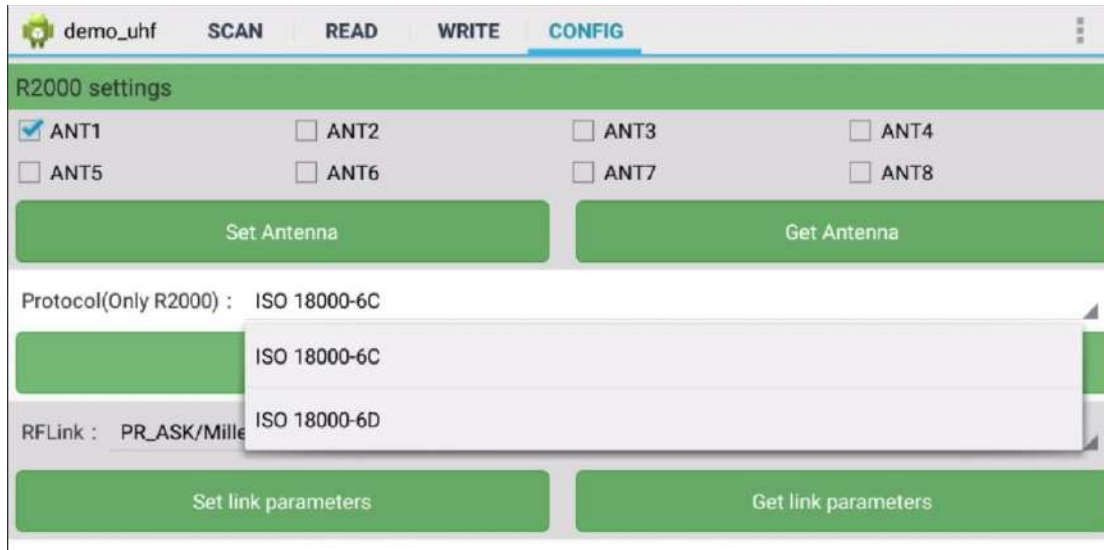 demo_uhf SCAN READ WRITE CONFIG
R2000 settings
ANT1 ANT2 ANT3 ANT4
ANT5 ANT6 ANT7 ANT8
Set Antenna Get Antenna
Protocol(Only R2000) : ISO 18000-6C
ISO 18000-6C
ISO 18000-6D
RFLink : PR_ASK/Mille
Set link parameters Get link parameters